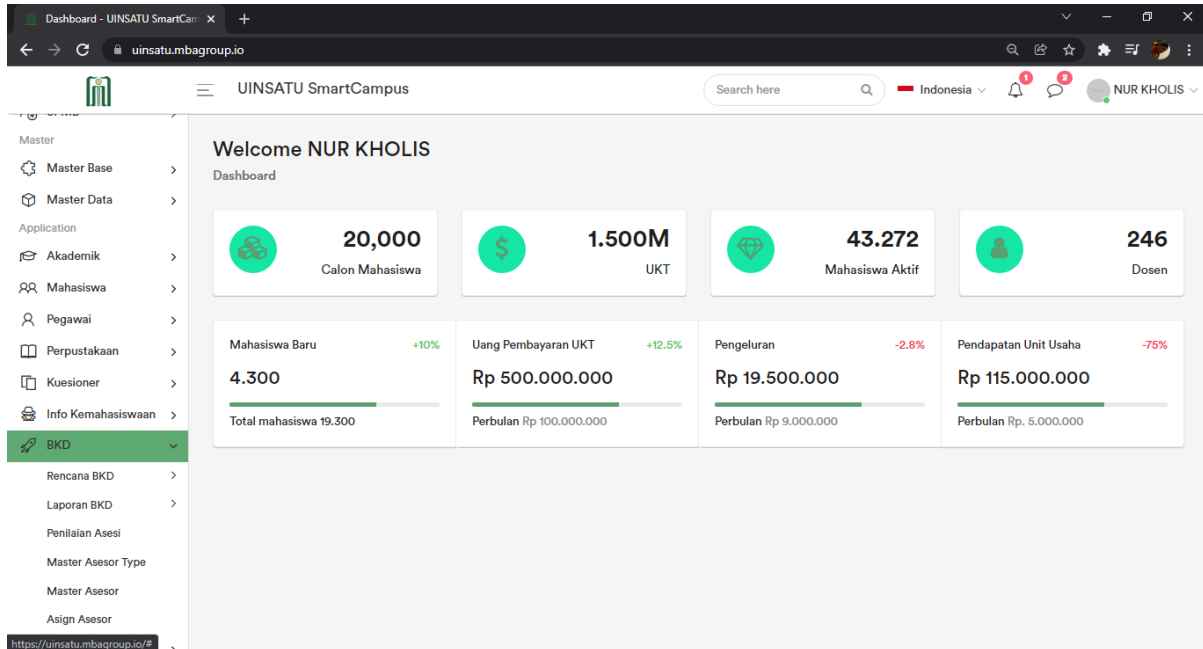 Dashboard - UINSATU SmartCam
uinsatu.mbagroup.io
UINSATU SmartCampus
Search here
Indonesia
1
2
NUR KHOLIS
Master
Master Base
Master Data
Application
Akademik
Mahasiswa
Pegawai
Perpustakaan
Kuesioner
Info Kemahasiswaan
BKD
Rencana BKD
Laporan BKD
Penilaian Asesi
Master Asesor Type
Master Asesor
Asign Asesor
https://uinsatu.mbagroup.io/#
Welcome NUR KHOLIS
Dashboard
20,000
Calon Mahasiswa
1.500M
UKT
43.272
Mahasiswa Aktif
246
Dosen
Mahasiswa Baru +10%
4.300
Total mahasiswa 19.300
Uang Pembayaran UKT +12.5%
Rp 500.000.000
Perbulan Rp 100.000.000
Pengeluran -2.8%
Rp 19.500.000
Perbulan Rp 9.000.000
Pendapatan Unit Usaha -75%
Rp 115.000.000
Perbulan Rp. 5.000.000